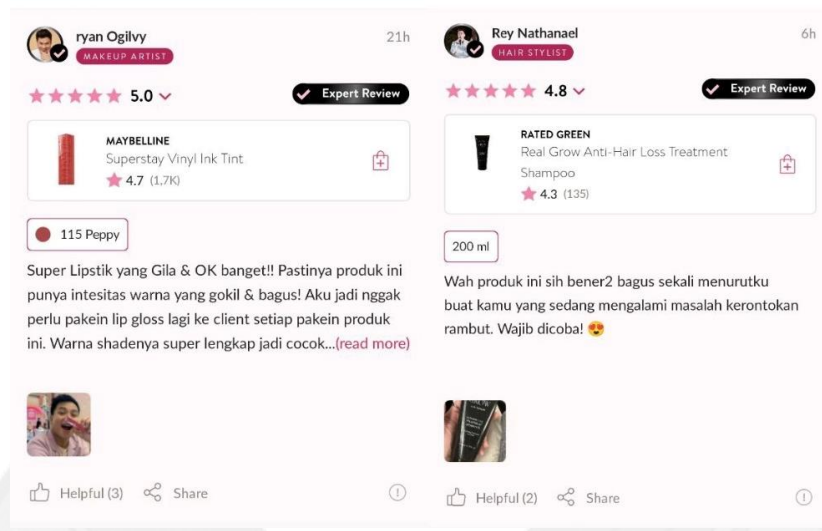 ryan Ogilvy
21h
MAKEUP ARTIST
5.0
Expert Review
MAYBELLINE
Superstay Vinyl Ink Tint
4.7 (1.7K)
115 Peppy
Super Lipstik yang Gila & OK banget!! Pastinya produk ini
punya intesitas warna yang gokil & bagus! Aku jadi nggak
perlu pakein lip gloss lagi ke client setiap pakein produk
ini. Warna shadenya super lengkap jadi cocok...(read more)
Helpful (3) Share
Rey Nathanael
6h
HAIR STYLIST
4.8
Expert Review
RATED GREEN
Real Grow Anti-Hair Loss Treatment
Shampoo
4.3 (135)
200 ml
Wah produk ini sih bener2 bagus sekali menurutku
buat kamu yang sedang mengalami masalah kerontokan
rambut. Wajib dicoba! 😍
Helpful (2) Share